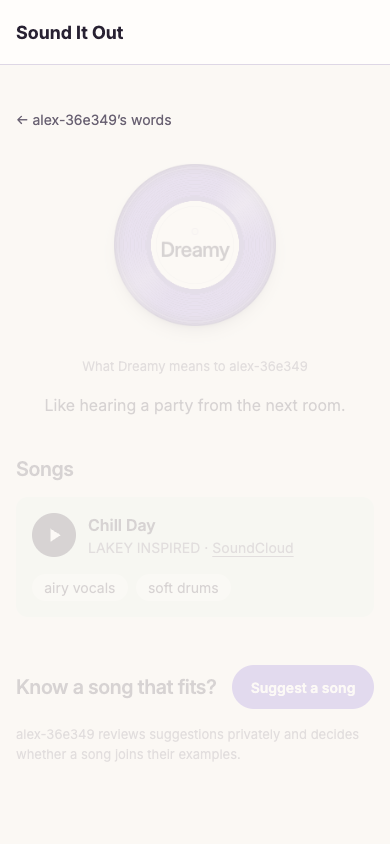 Sound It Out
← alex-36e349’s words
Dreamy
What Dreamy means to alex-36e349
Like hearing a party from the next room.
Songs
Chill Day
LAKEY INSPIRED · SoundCloud
airy vocals
soft drums
Know a song that fits?
Suggest a song
alex-36e349 reviews suggestions privately and decides
whether a song joins their examples.